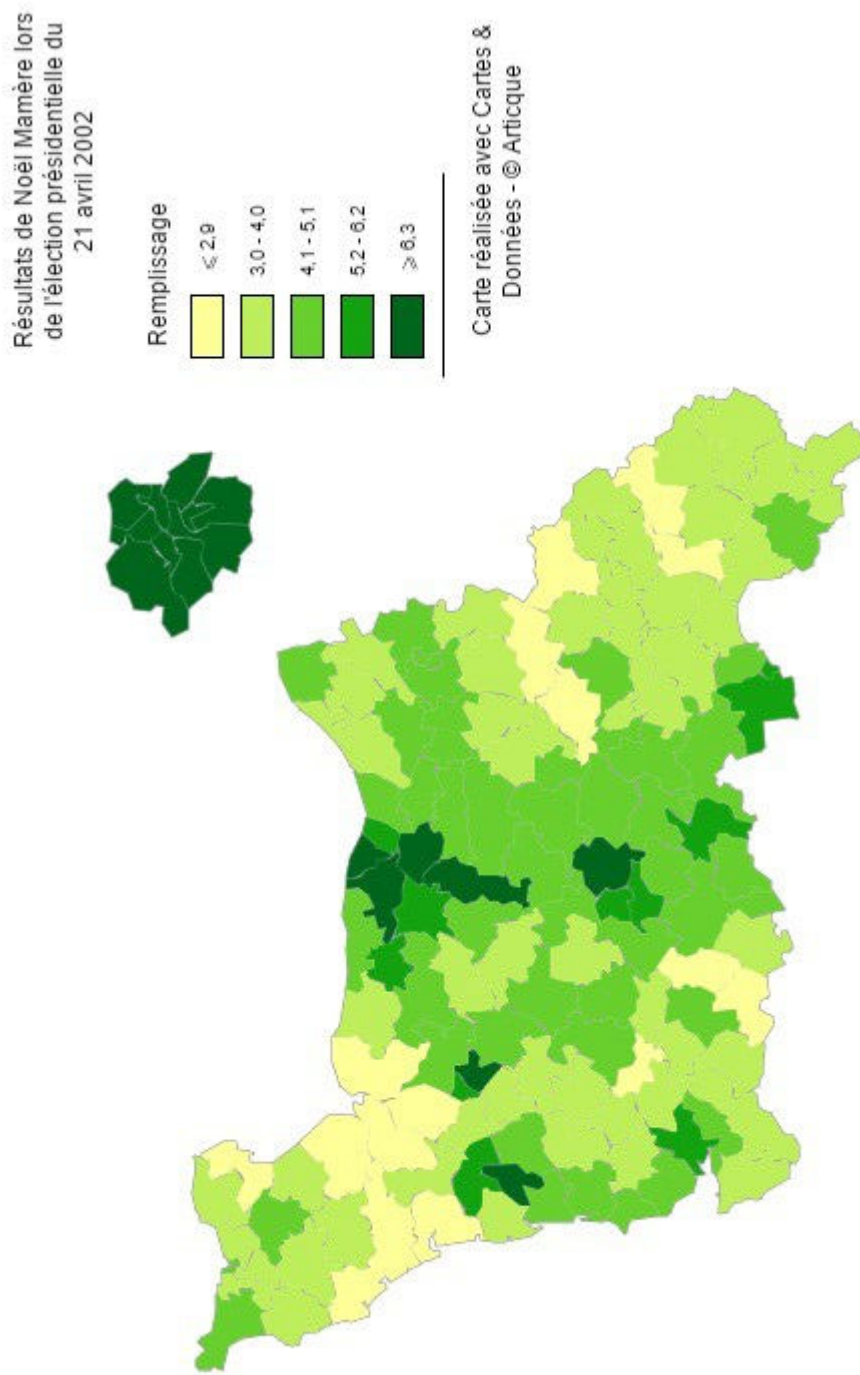 Résultats de Noël Mamère lors
de l'élection présidentielle du
21 avril 2002
Remplissage
⩽ 2,9
3,0 - 4,0
4,1 - 5,1
5,2 - 6,2
⩾ 6,3
Carte réalisée avec Cartes &
Données - © Articque